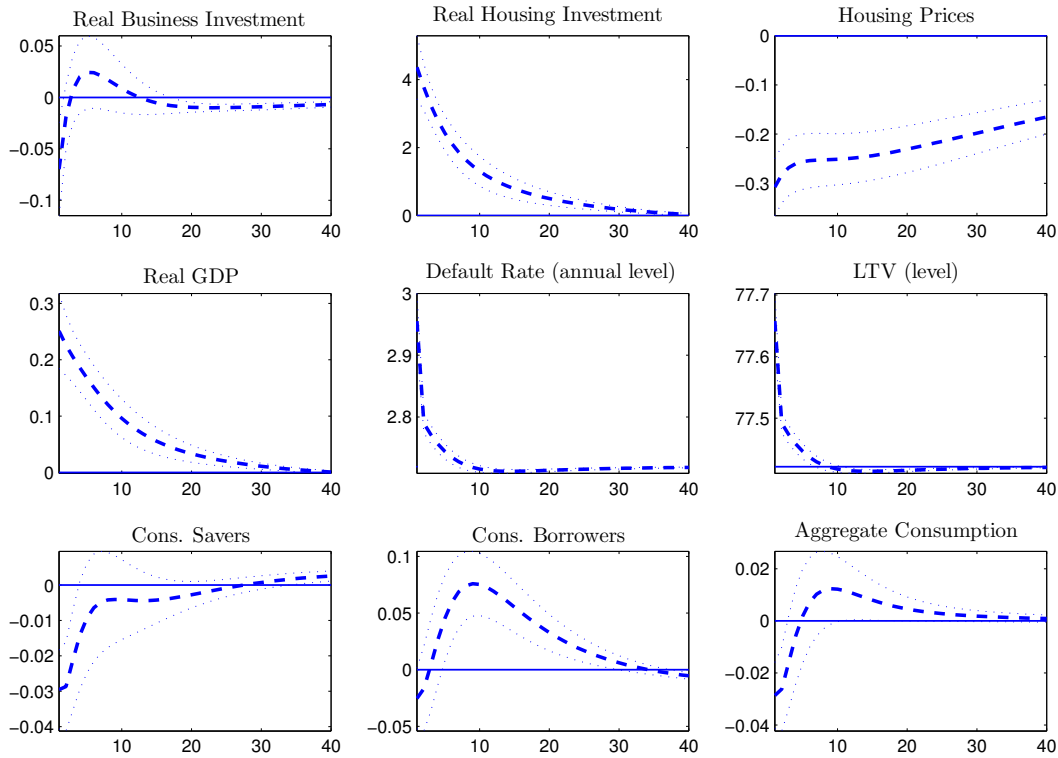 Real Business Investment
0.05
0
−0.05
−0.1
10 20 30 40
Real Housing Investment
4
2
0
10 20 30 40
Housing Prices
0
−0.1
−0.2
−0.3
10 20 30 40
Real GDP
0.3
0.2
0.1
0
10 20 30 40
Default Rate (annual level)
3
2.9
2.8
10 20 30 40
LTV (level)
77.7
77.6
77.5
10 20 30 40
Cons. Savers
0
−0.01
−0.02
−0.03
−0.04
10 20 30 40
Cons. Borrowers
0.1
0.05
0
−0.05
10 20 30 40
Aggregate Consumption
0.02
0
−0.02
−0.04
10 20 30 40